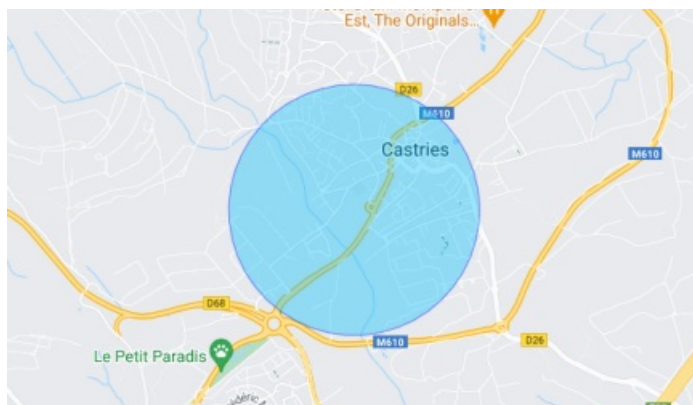 Est, The Originals...
D26
M610
Castries
M610
D68
M610
D26
Le Petit Paradis